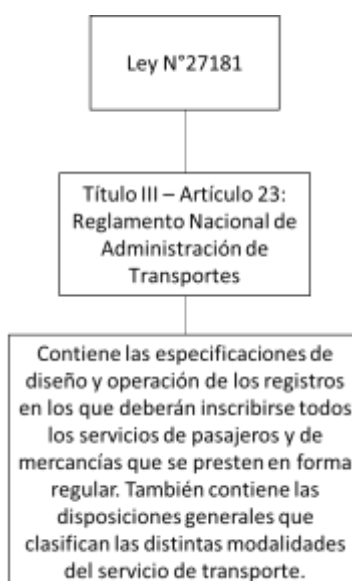 Ley N°27181
Título III – Artículo 23:
Reglamento Nacional de
Administración de
Transportes
Contiene las especificaciones de
diseño y operación de los registros
en los que deberán inscribirse todos
los servicios de pasajeros y de
mercancías que se presten en forma
regular. También contiene las
disposiciones generales que
clasifican las distintas modalidades
del servicio de transporte.